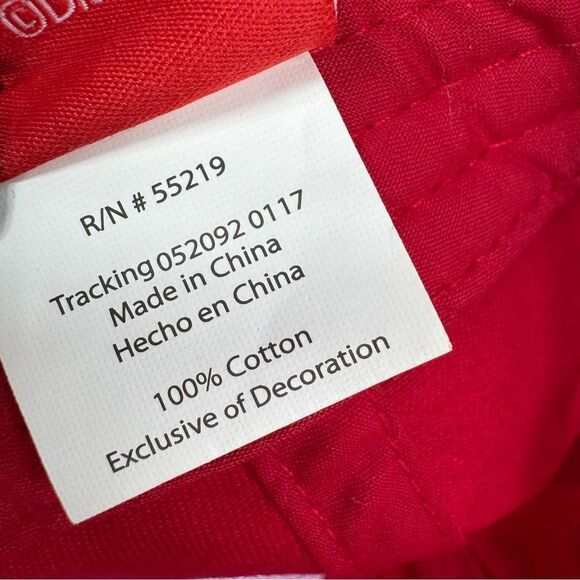 R/N # 55219
Tracking 052092 0117
Made in China
Hecho en China
100% Cotton
Exclusive of Decoration